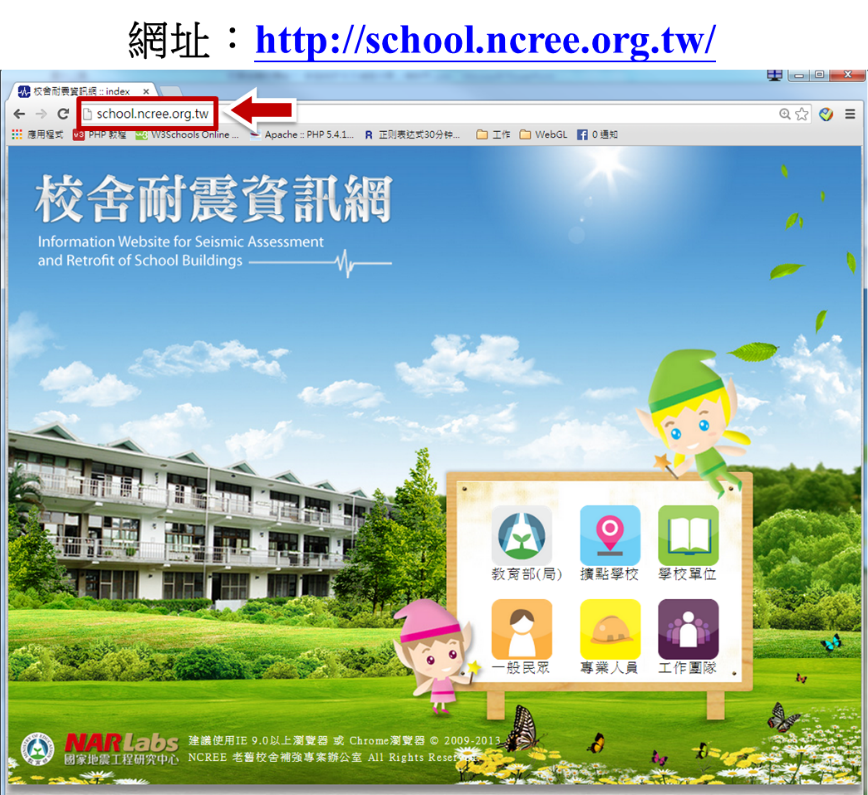 網址：http://school.ncree.org.tw/
校舍耐震資訊網 :: index
school.ncree.org.tw
應用程式 PHP 教程 W3Schools Online ... Apache :: PHP 5.4.1... R 正则表达式30分钟... 工作 WebGL 0 通知
校舍耐震資訊網
Information Website for Seismic Assessment
and Retrofit of School Buildings
教育部(局) 擴點學校 學校單位
一般民眾 專業人員 工作團隊
NARLabs
國家地震工程研究中心
建議使用IE 9.0以上瀏覽器 或 Chrome瀏覽器 © 2009-2013
NCREE 老舊校舍補強專案辦公室 All Rights